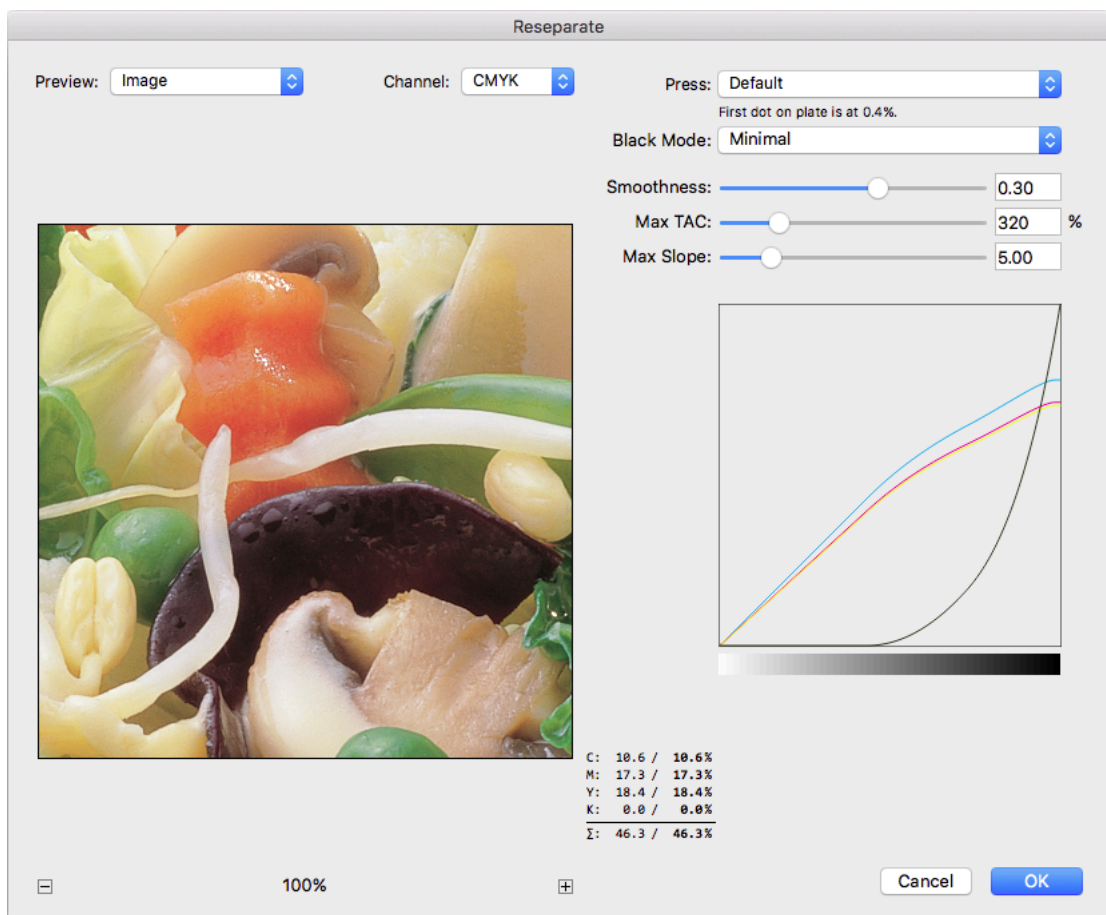 Reseparate
Preview: Image
Channel: CMYK
Press: Default
First dot on plate is at 0.4%.
Black Mode: Minimal
Smoothness: 0.30
Max TAC: 320 %
Max Slope: 5.00
C: 10.6 / 10.6%
M: 17.3 / 17.3%
Y: 18.4 / 18.4%
K: 0.0 / 0.0%
Σ: 46.3 / 46.3%
100%
Cancel
OK